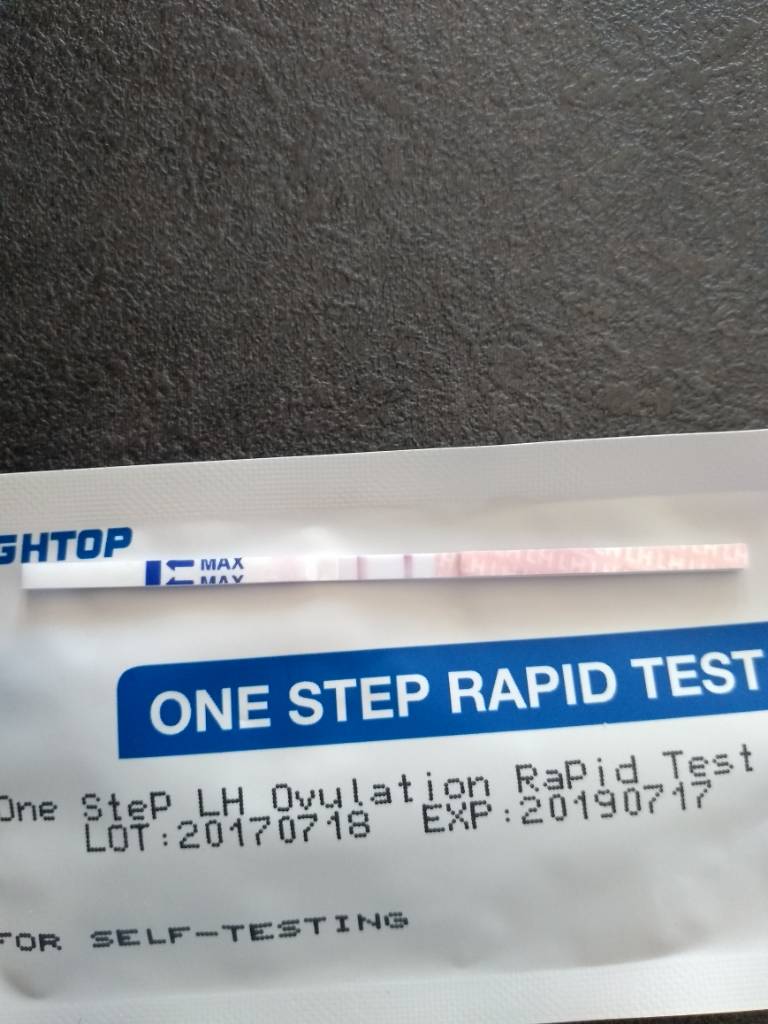 GHTOP
MAX
MAX
ONE STEP RAPID TEST
One SteP LH Ovulation RaPid Test
LOT:20170718 EXP:20190717
FOR SELF-TESTING